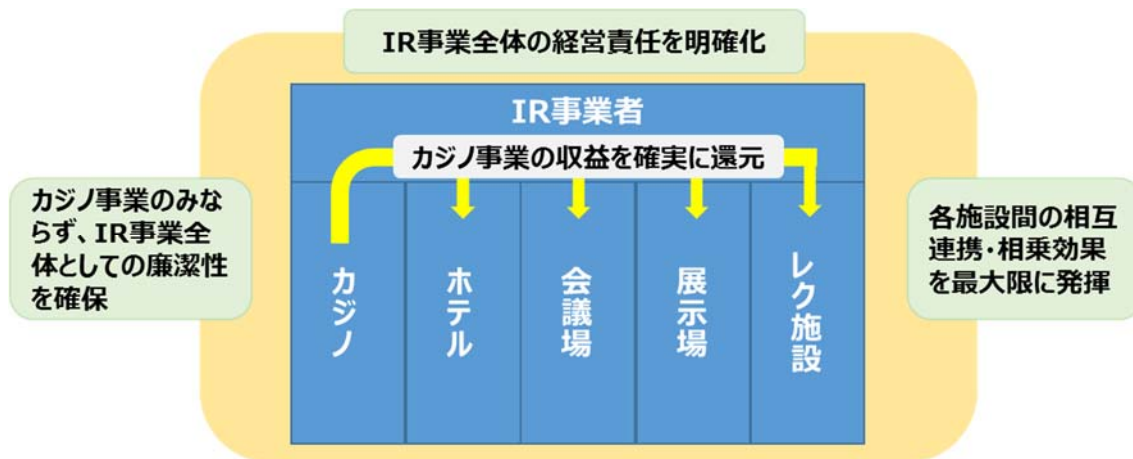 IR事業全体の経営責任を明確化
IR事業者
カジノ事業の収益を確実に還元
カジノ事業のみな
らず、IR事業全
体としての廉潔性
を確保
カジノ
ホテル
会議場
展示場
レク施設
各施設間の相互
連携・相乗効果
を最大限に発揮